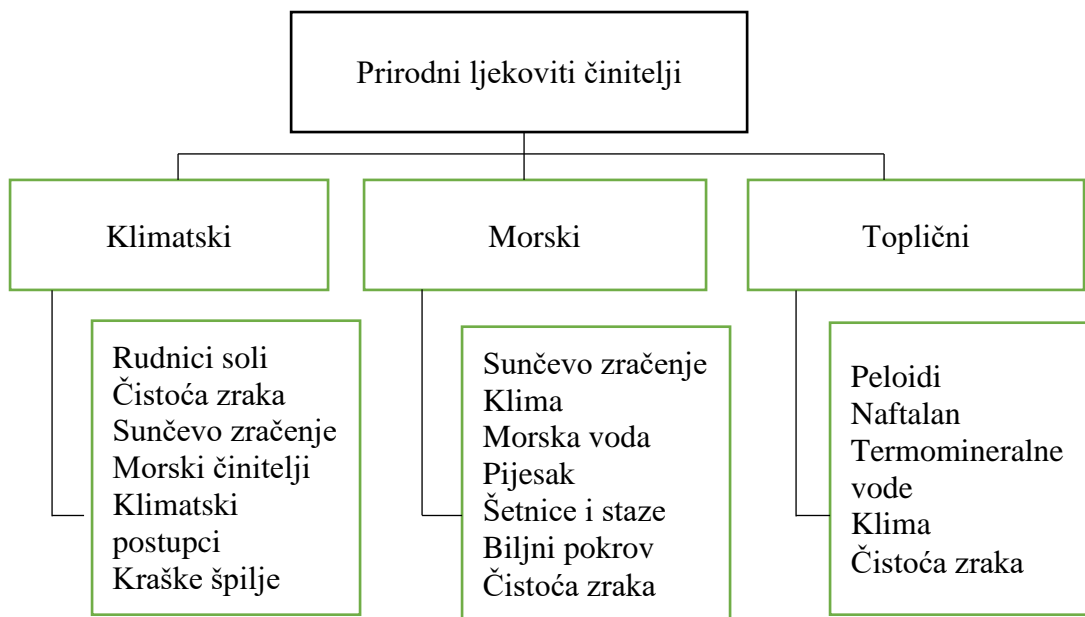 Prirodni ljekoviti činitelji
Klimatski
Morski
Toplični
Rudnici soli
Čistoća zraka
Sunčevo zračenje
Morski činitelji
Klimatski
postupci
Kraške špilje
Sunčevo zračenje
Klima
Morska voda
Pijesak
Šetnice i staze
Biljni pokrov
Čistoća zraka
Peloidi
Naftalan
Termomineralne
vode
Klima
Čistoća zraka